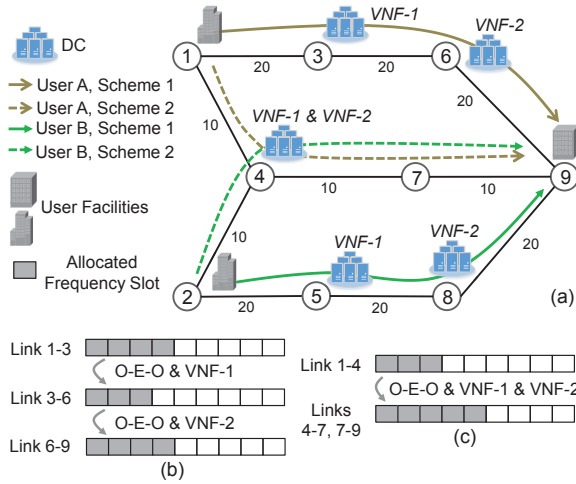 DC
User A, Scheme 1
User A, Scheme 2
User B, Scheme 1
User B, Scheme 2
User Facilities
Allocated
Frequency Slot
VNF-1
VNF-2
1
3
6
20
20
20
10
VNF-1 & VNF-2
4
7
9
10
10
10
VNF-1
VNF-2
20
2
5
8
20
20
(a)
Link 1-3
O-E-O & VNF-1
Link 3-6
O-E-O & VNF-2
Link 6-9
(b)
Link 1-4
O-E-O & VNF-1 & VNF-2
Links
4-7, 7-9
(c)